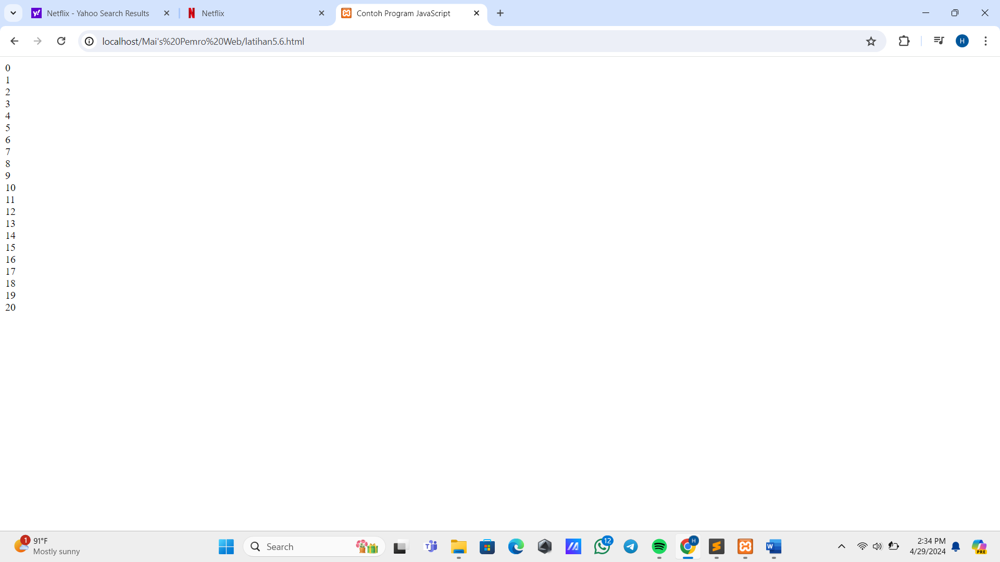 Netflix - Yahoo Search Results
Netflix
Contoh Program JavaScript
localhost/Mai's%20Pemro%20Web/latihan5.6.html
H
0
1
2
3
4
5
6
7
8
9
10
11
12
13
14
15
16
17
18
19
20
1
91°F
Mostly sunny
Search
12
H
2:34 PM
4/29/2024
PRE